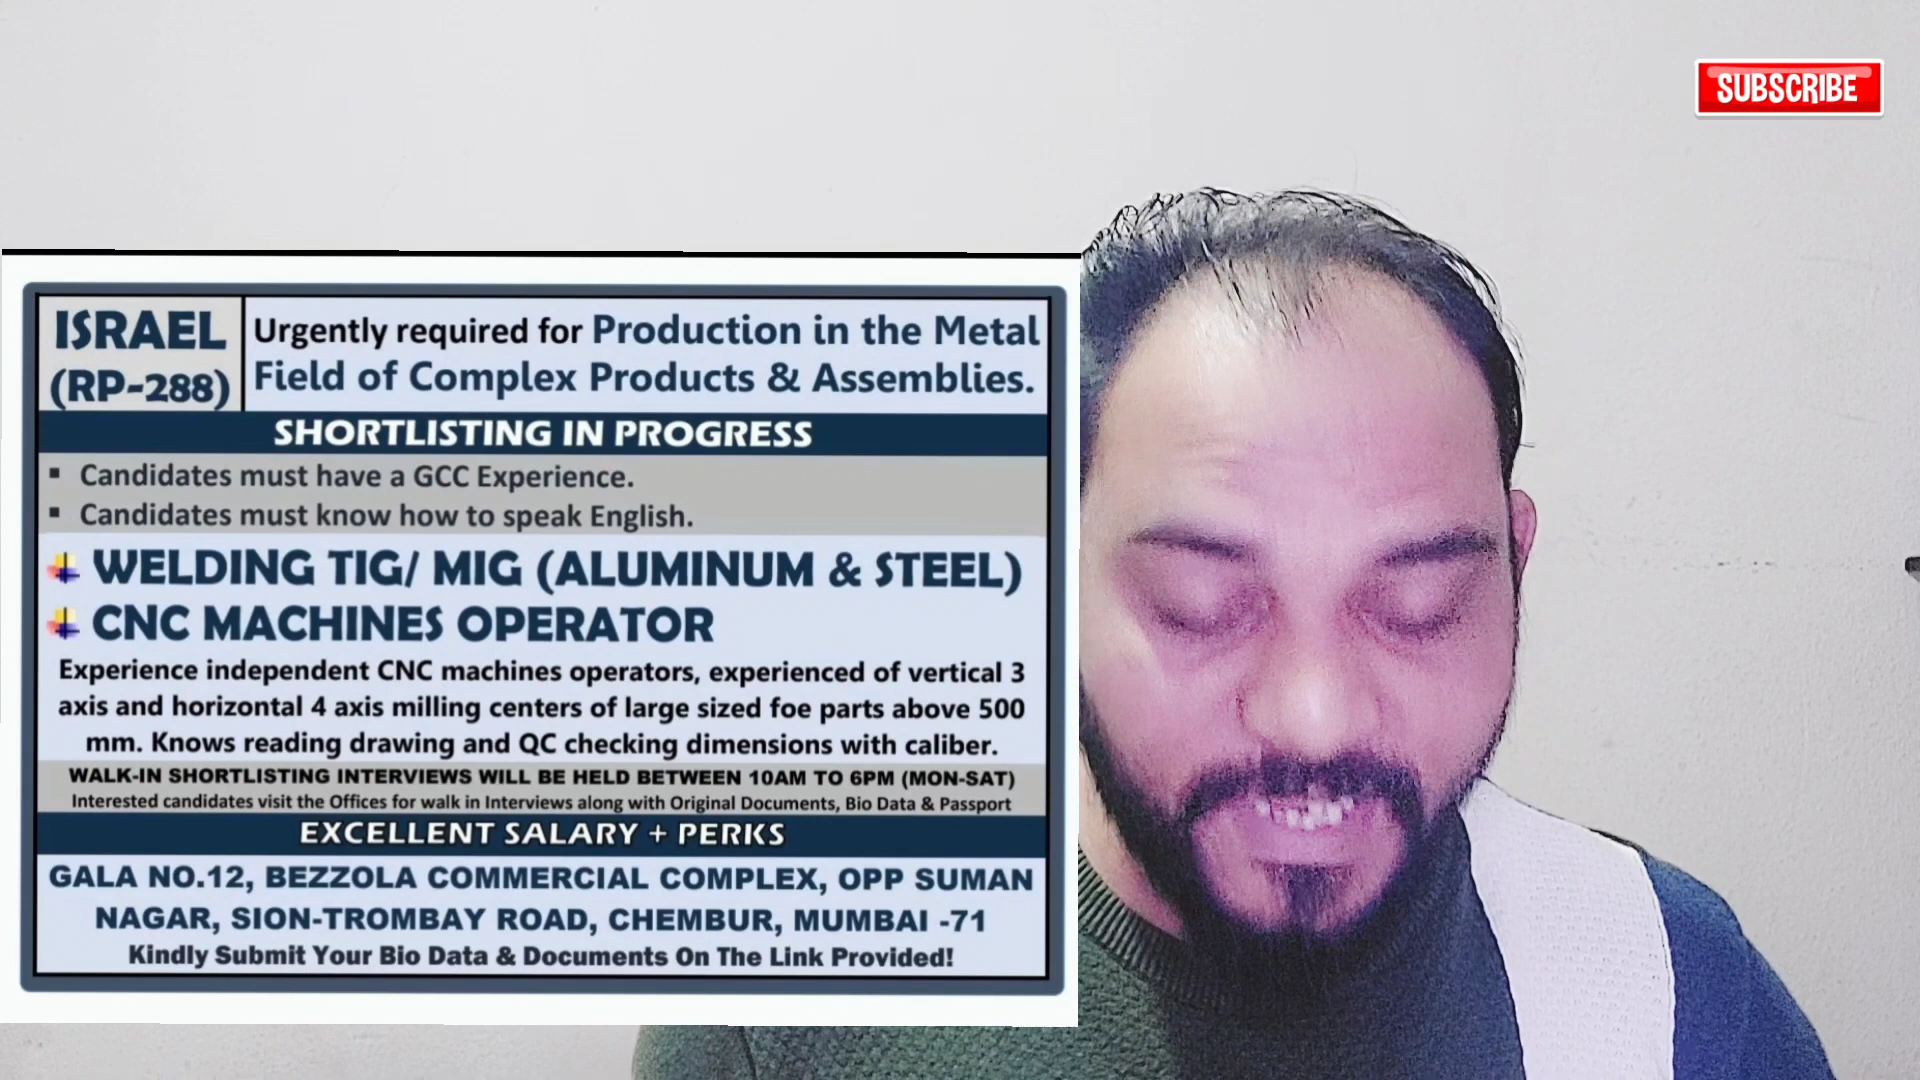 SUBSCRIBE
ISRAEL
(RP-288)
Urgently required for Production in the Metal
Field of Complex Products & Assemblies.
SHORTLISTING IN PROGRESS
▪ Candidates must have a GCC Experience.
▪ Candidates must know how to speak English.
WELDING TIG/ MIG (ALUMINUM & STEEL)
CNC MACHINES OPERATOR
Experience independent CNC machines operators, experienced of vertical 3
axis and horizontal 4 axis milling centers of large sized foe parts above 500
mm. Knows reading drawing and QC checking dimensions with caliber.
WALK-IN SHORTLISTING INTERVIEWS WILL BE HELD BETWEEN 10AM TO 6PM (MON-SAT)
Interested candidates visit the Offices for walk in Interviews along with Original Documents, Bio Data & Passport
EXCELLENT SALARY + PERKS
GALA NO.12, BEZZOLA COMMERCIAL COMPLEX, OPP SUMAN
NAGAR, SION-TROMBAY ROAD, CHEMBUR, MUMBAI -71
Kindly Submit Your Bio Data & Documents On The Link Provided!